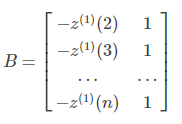 B = [ -z^{(1)}(2) 1
-z^{(1)}(3) 1
... ...
-z^{(1)}(n) 1 ]